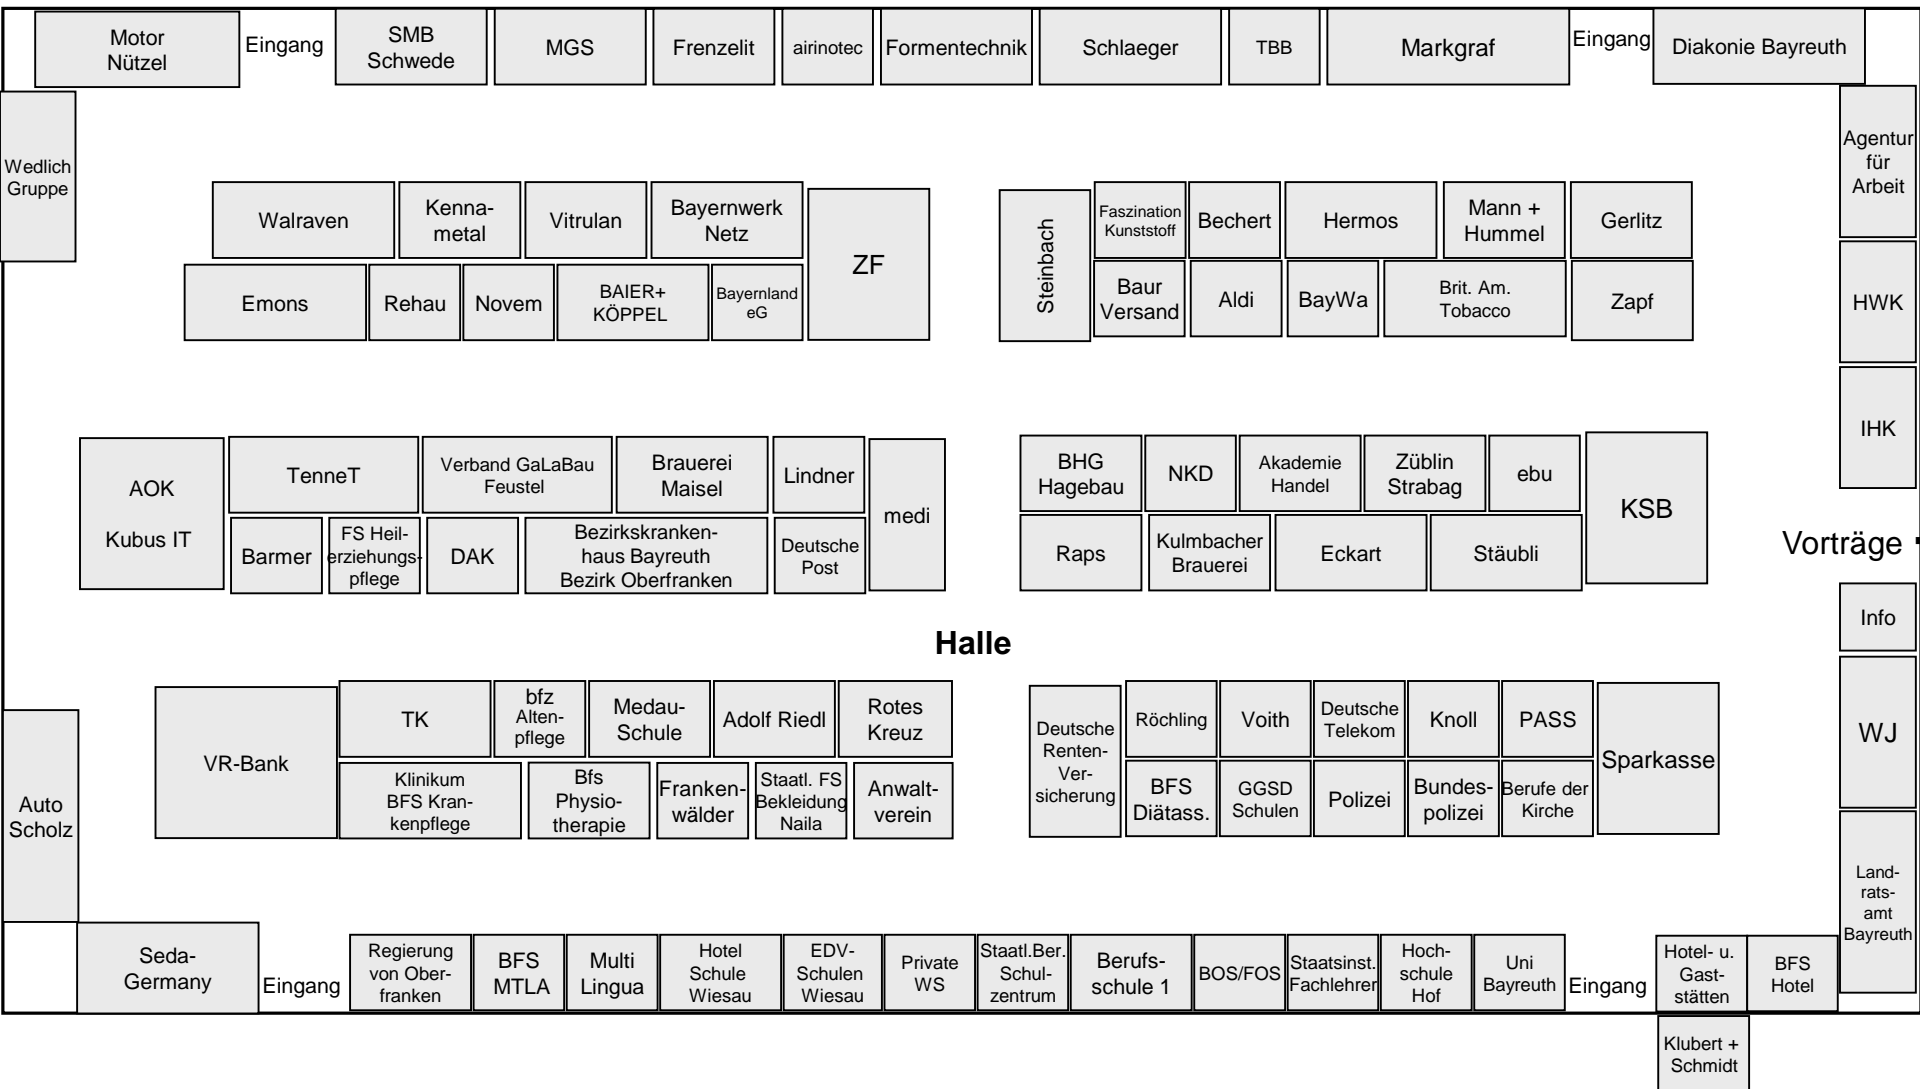 Motor
Nützel
Eingang
SMB
Schwede
MGS
Frenzelit
airinotec
Formentechnik
Schlaeger
TBB
Markgraf
Eingang
Diakonie Bayreuth
Wedlich
Gruppe
Agentur
für
Arbeit
Walraven
Kenna-
metal
Vitrulan
Bayernwerk
Netz
ZF
Steinbach
Faszination
Kunststoff
Bechert
Hermos
Mann +
Hummel
Gerlitz
Emons
Rehau
Novem
BAIER+
KÖPPEL
Bayernland
eG
Baur
Versand
Aldi
BayWa
Brit. Am.
Tobacco
Zapf
HWK
IHK
AOK
Kubus IT
TenneT
Verband GaLaBau
Feustel
Brauerei
Maisel
Lindner
medi
BHG
Hagebau
NKD
Akademie
Handel
Züblin
Strabag
ebu
KSB
Barmer
FS Heil-
erziehungs-
pflege
DAK
Bezirkskranken-
haus Bayreuth
Bezirk Oberfranken
Deutsche
Post
Raps
Kulmbacher
Brauerei
Eckart
Stäubli
Vorträge
Info
Halle
VR-Bank
TK
bfz
Alten-
pflege
Medau-
Schule
Adolf Riedl
Rotes
Kreuz
Deutsche
Renten-
Ver-
sicherung
Röchling
Voith
Deutsche
Telekom
Knoll
PASS
Sparkasse
WJ
Klinikum
BFS Kran-
kenpflege
Bfs
Physio-
therapie
Franken-
wälder
Staatl. FS
Bekleidung
Naila
Anwalt-
verein
BFS
Diätass.
GGSD
Schulen
Polizei
Bundes-
polizei
Berufe der
Kirche
Auto
Scholz
Land-
rats-
amt
Bayreuth
Seda-
Germany
Eingang
Regierung
von Ober-
franken
BFS
MTLA
Multi
Lingua
Hotel
Schule
Wiesau
EDV-
Schulen
Wiesau
Private
WS
Staatl.Ber.
Schul-
zentrum
Berufs-
schule 1
BOS/FOS
Staatsinst.
Fachlehrer
Hoch-
schule
Hof
Uni
Bayreuth
Eingang
Hotel- u.
Gast-
stätten
BFS
Hotel
Klubert +
Schmidt